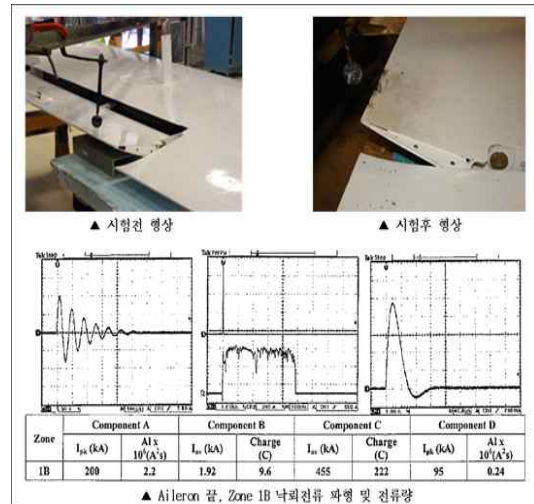 ▲ 시험전 형상
▲ 시험후 형상
Zone
Component A
Component B
Component C
Component D
Ipk (kA)
AI x 10⁶(A²s)
Iav (kA)
Charge (C)
Iav (kA)
Charge (C)
Ipk (kA)
AI x 10⁶(A²s)
1B 200 2.2 1.92 9.6 455 222 95 0.24
▲ Aileron 끝, Zone 1B 낙뢰전류 파형 및 전류량